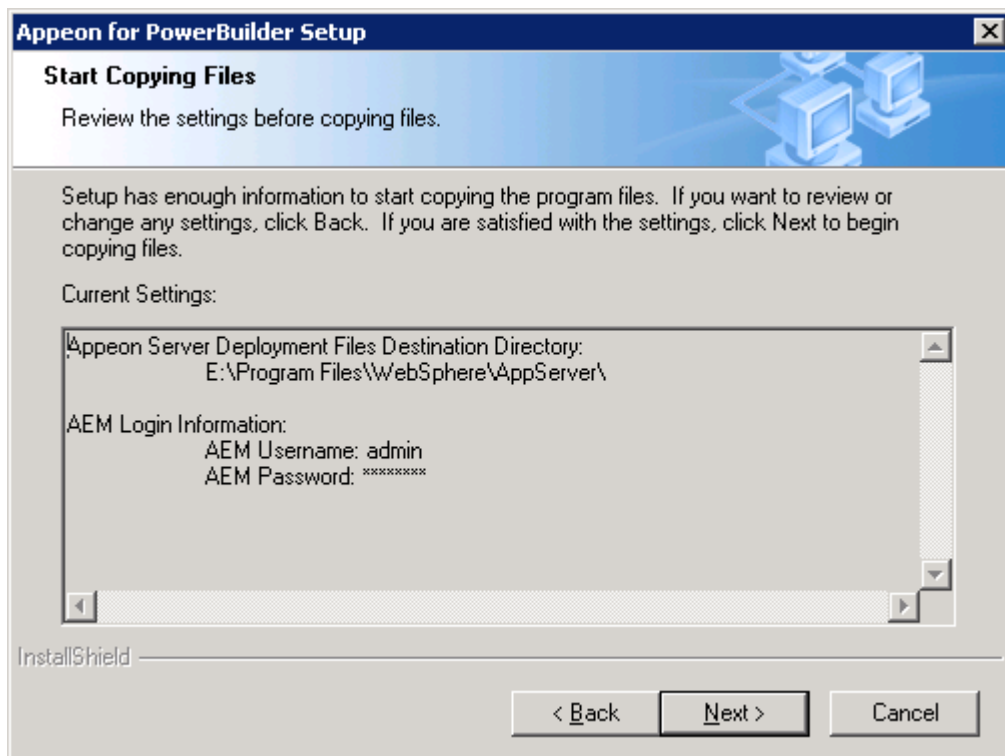 Appeon for PowerBuilder Setup
Start Copying Files
Review the settings before copying files.
Setup has enough information to start copying the program files.  If you want to review or
change any settings, click Back.  If you are satisfied with the settings, click Next to begin
copying files.
Current Settings:
Appeon Server Deployment Files Destination Directory:
E:\Program Files\WebSphere\AppServer\
AEM Login Information:
AEM Username: admin
AEM Password: ********
InstallShield
< Back
Next >
Cancel